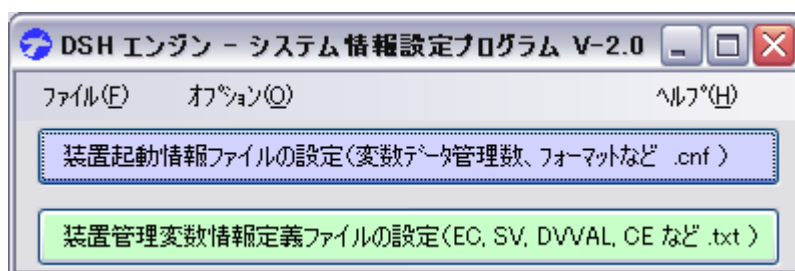 DSH エンジン - システム情報設定プログラム V-2.0
ファイル(F) オプション(O) ヘルプ(H)
装置起動情報ファイルの設定(変数データ管理数、フォーマットなど .cnf )
装置管理変数情報定義ファイルの設定(EC, SV, DVVAL, CE など .txt )